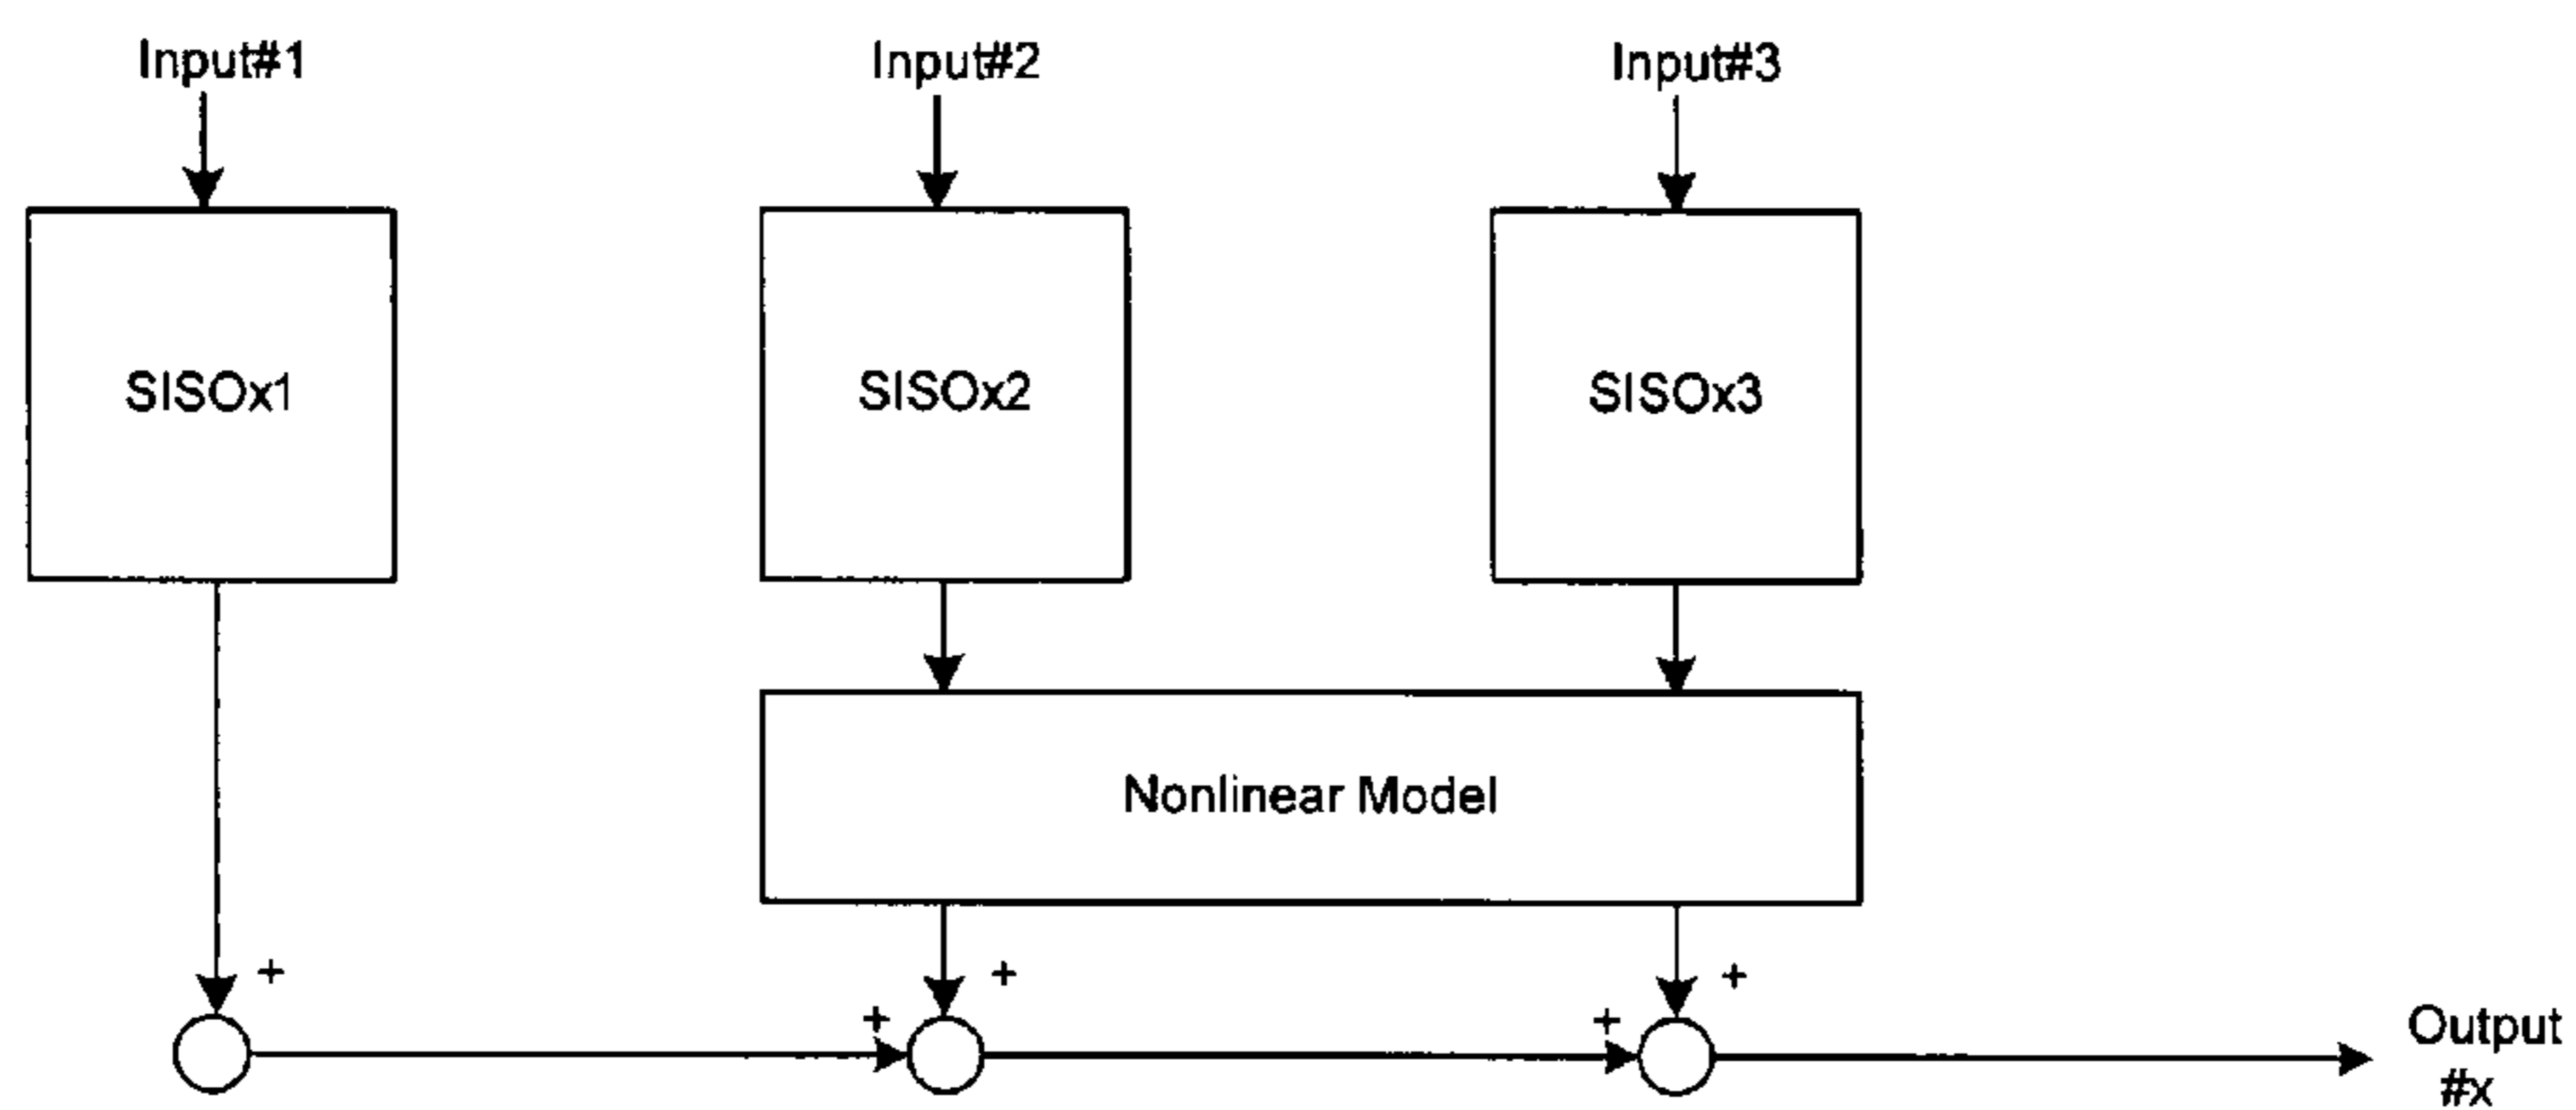 Input#1
Input#2
Input#3
SISOx1
SISOx2
SISOx3
Nonlinear Model
+
+
+
+
+
Output
#x